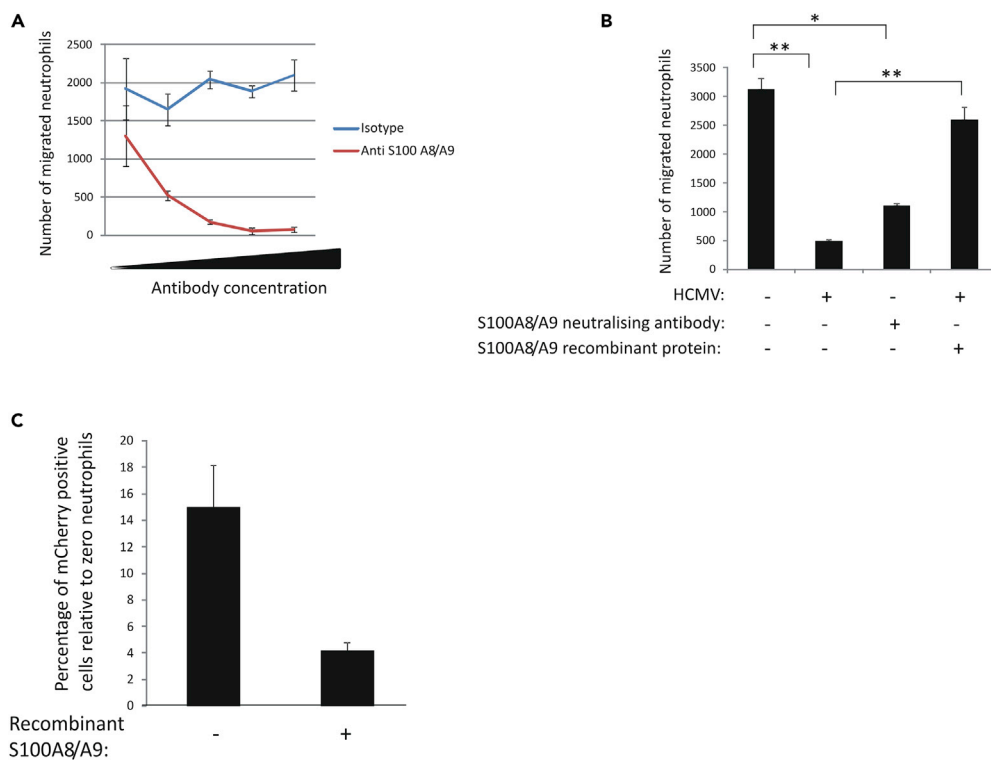 A
Number of migrated neutrophils
2500
2000
1500
1000
500
0
Isotype
Anti S100 A8/A9
Antibody concentration
B
*
**
**
Number of migrated neutrophils
3500
3000
2500
2000
1500
1000
500
0
HCMV: - + - +
S100A8/A9 neutralising antibody: - - + -
S100A8/A9 recombinant protein: - - - +
C
Percentage of mCherry positive
cells relative to zero neutrophils
20
18
16
14
12
10
8
6
4
2
0
Recombinant
S100A8/A9: - +